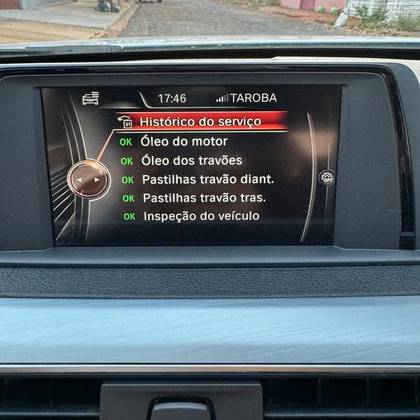 17:46 TAROBA
Histórico do serviço
OK Óleo do motor
OK Óleo dos travões
OK Pastilhas travão diant.
OK Pastilhas travão tras.
OK Inspeção do veículo